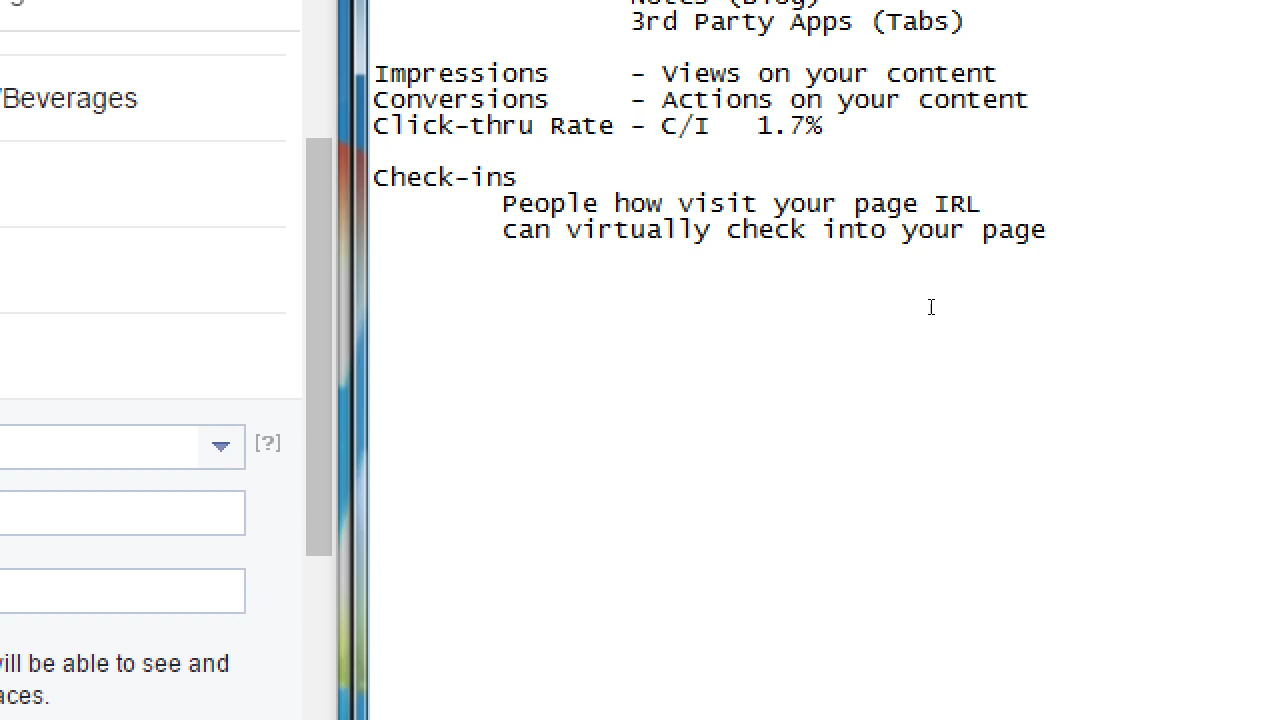 3rd Party Apps (Tabs)
Impressions - Views on your content
Conversions - Actions on your content
Click-thru Rate - C/I 1.7%
Check-ins
People how visit your page IRL
can virtually check into your page
/Beverages
[?]
will be able to see and